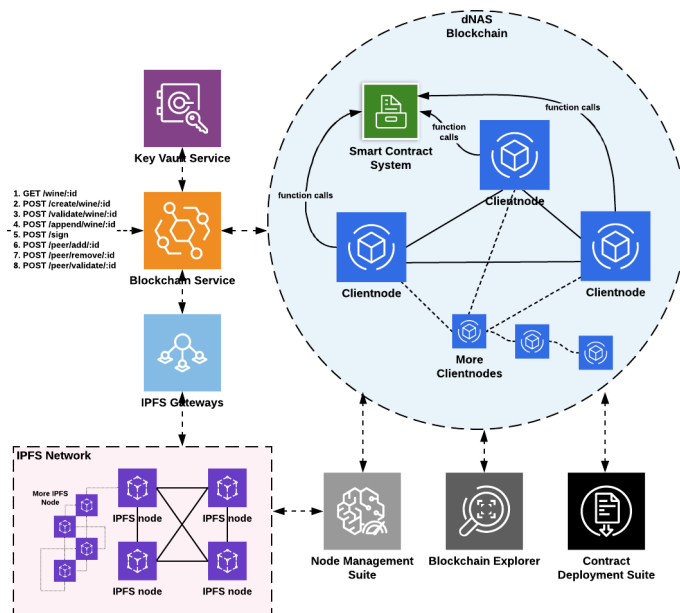 dNAS
Blockchain
Key Vault Service
Smart Contract
System
function calls
function
calls
function
calls
1. GET /wine/:id
2. POST /create/wine/:id
3. POST /validate/wine/:id
4. POST /append/wine/:id
5. POST /sign
6. POST /peer/add/:id
7. POST /peer/remove/:id
8. POST /peer/validate/:id
Clientnode
Blockchain Service
Clientnode
Clientnode
More
Clientnodes
IPFS Gateways
IPFS Network
More IPFS
Node
IPFS node
IPFS node
IPFS node
IPFS node
Node Management
Suite
Blockchain Explorer
Contract
Deployment Suite